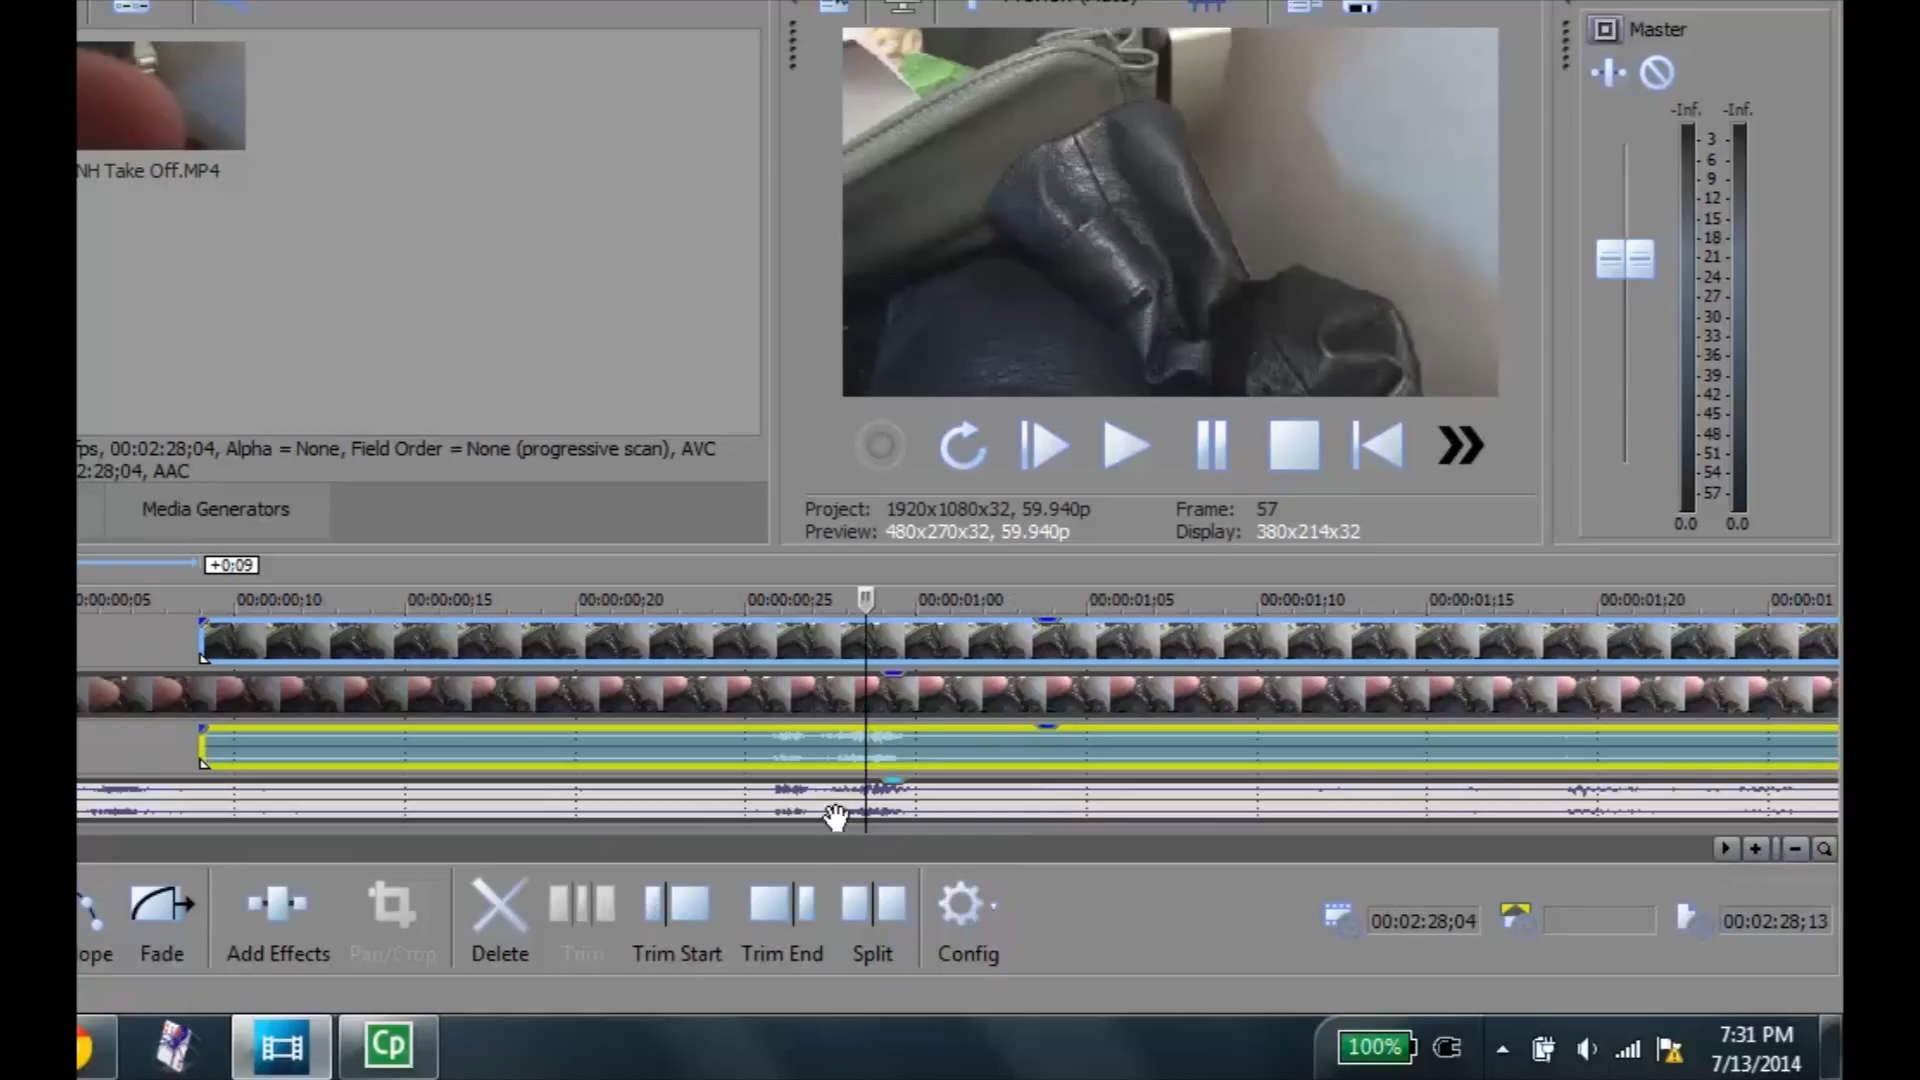 Master
-Inf. -Inf.
3
6
9
12
15
18
21
24
27
30
33
36
39
42
45
48
51
54
57
0.0 0.0
NH Take Off.MP4
fps, 00:02:28;04, Alpha = None, Field Order = None (progressive scan), AVC
2:28;04, AAC
Media Generators
Project: 1920x1080x32, 59.940p Frame: 57
Preview: 480x270x32, 59.940p Display: 380x214x32
+0;09
0:00:00;05 00:00:00;10 00:00:00;15 00:00:00;20 00:00:00;25 00:00:01;00 00:00:01;05 00:00:01;10 00:00:01;15 00:00:01;20 00:00:01
ope Fade Add Effects Pan/Crop Delete Trim Trim Start Trim End Split Config
00:02:28;04 00:02:28;13
Cp
100%
7:31 PM
7/13/2014